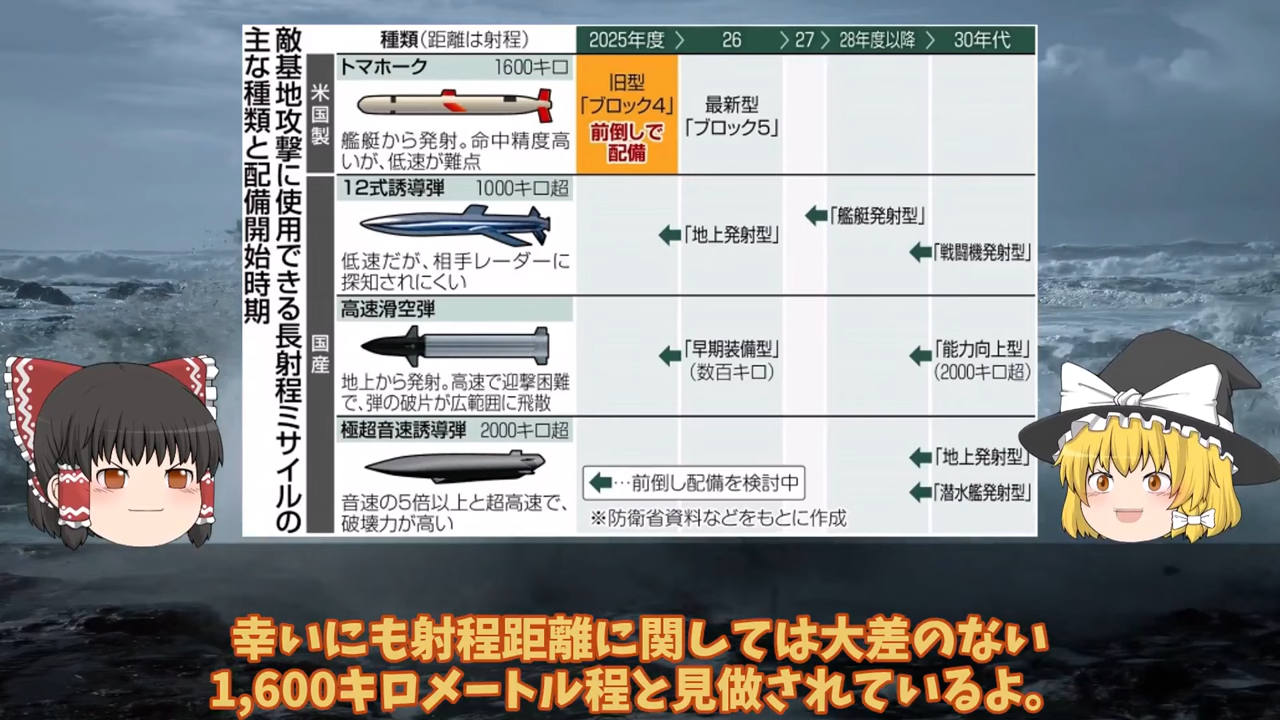 敵基地攻撃に使用できる長射程ミサイルの
主な種類と配備開始時期
種類(距離は射程)
2025年度 > 26 > 27 > 28年度以降 > 30年代
米国製
トマホーク 1600キロ
艦艇から発射。命中精度高
いが、低速が難点
旧型
「ブロック4」
前倒しで
配備
最新型
「ブロック5」
国産
12式誘導弾 1000キロ超
低速だが、相手レーダーに
探知されにくい
「地上発射型」
「艦艇発射型」
「戦闘機発射型」
高速滑空弾
地上から発射。高速で迎撃困難
で、弾の破片が広範囲に飛散
「早期装備型」
(数百キロ)
「能力向上型」
(2000キロ超)
極超音速誘導弾 2000キロ超
音速の5倍以上と超高速で、
破壊力が高い
「地上発射型」
「潜水艦発射型」
←…前倒し配備を検討中
※防衛省資料などをもとに作成
幸いにも射程距離に関しては大差のない
1,600キロメートル程と見做されているよ。